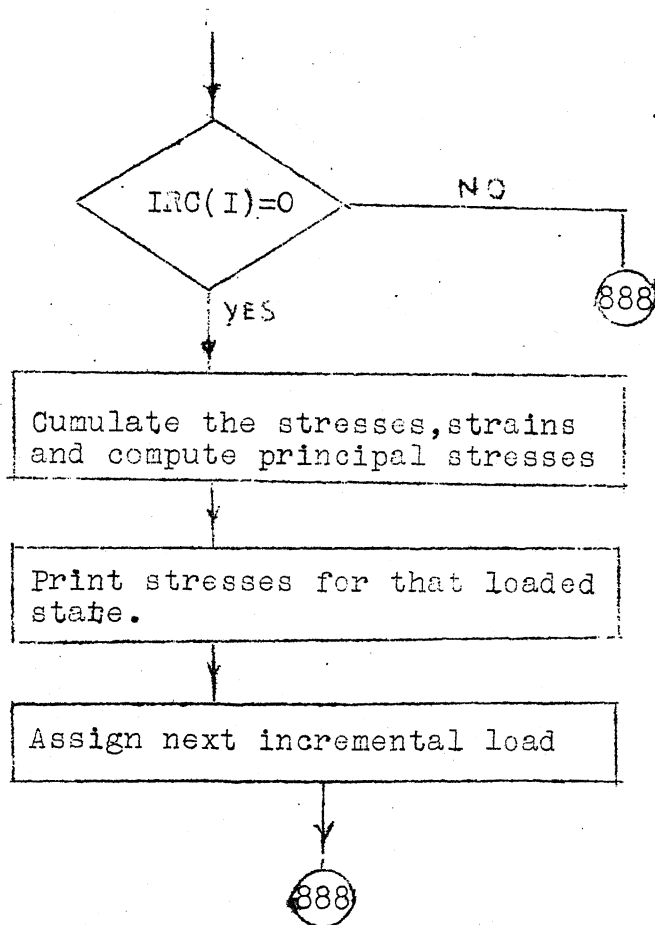 IRC(I)=0
NO
888
YES
Cumulate the stresses,strains
and compute principal stresses
Print stresses for that loaded
state.
Assign next incremental load
888